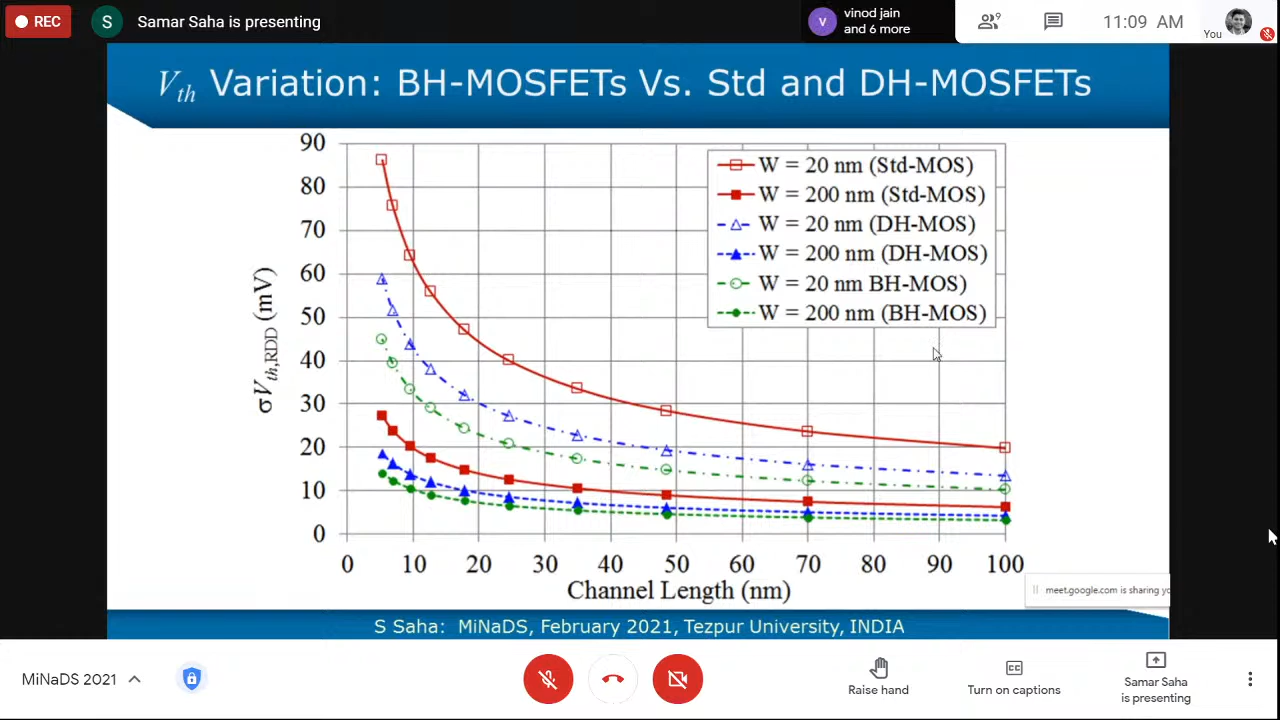 REC
S
Samar Saha is presenting
v
vinod jain
and 6 more
9
11:09 AM
You
Vth Variation: BH-MOSFETs Vs. Std and DH-MOSFETs
90
80
70
60
50
40
30
20
10
0
σVth,RDD (mV)
W = 20 nm (Std-MOS)
W = 200 nm (Std-MOS)
W = 20 nm (DH-MOS)
W = 200 nm (DH-MOS)
W = 20 nm BH-MOS)
W = 200 nm (BH-MOS)
0 10 20 30 40 50 60 70 80 90 100
Channel Length (nm)
meet.google.com is sharing yo
S Saha: MiNaDS, February 2021, Tezpur University, INDIA
MiNaDS 2021
Raise hand
CC
Turn on captions
Samar Saha
is presenting